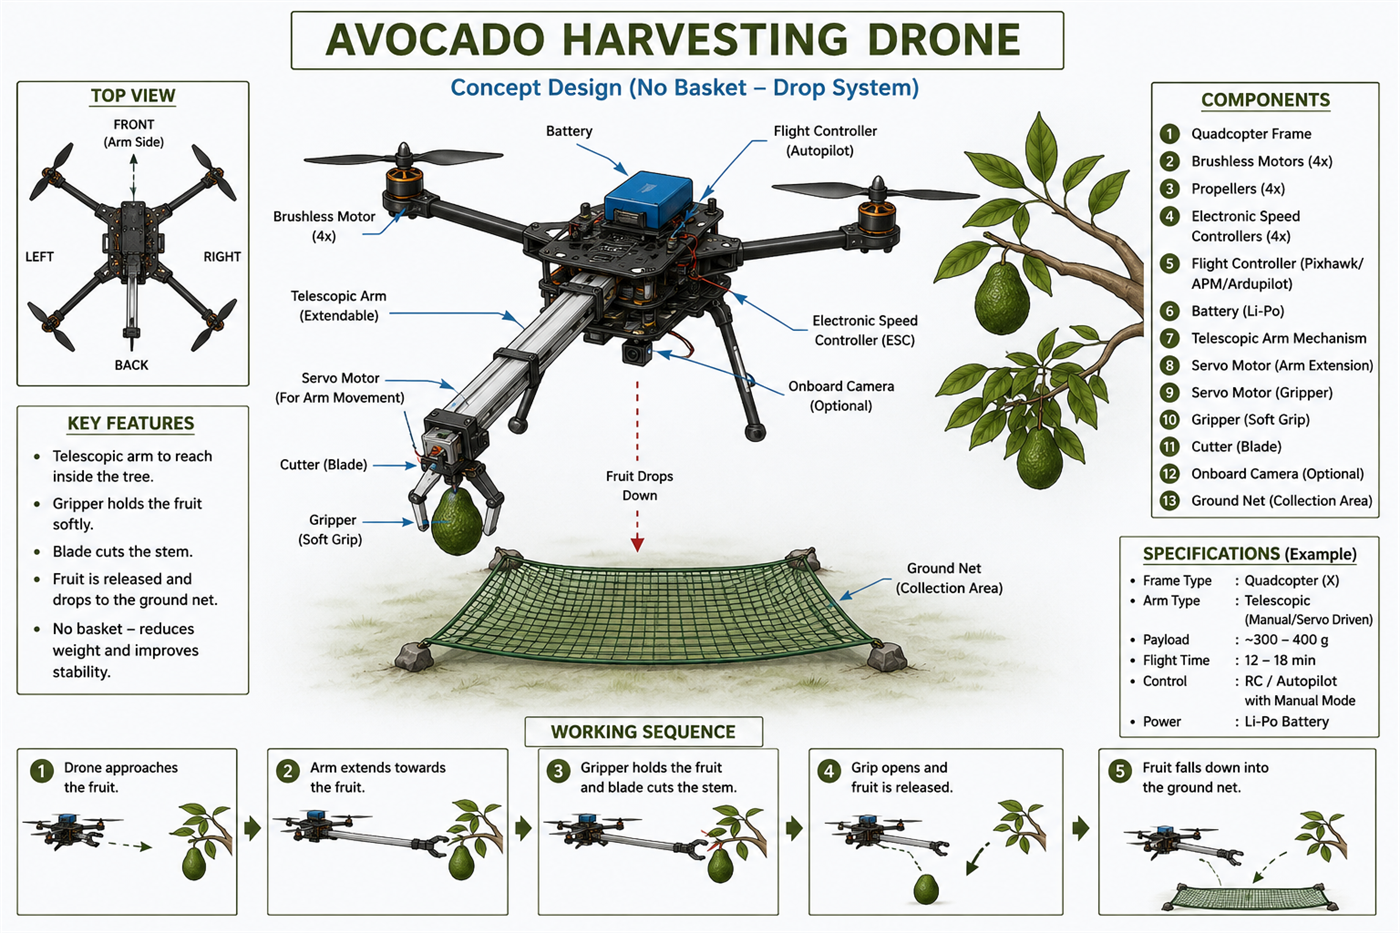 AVOCADO HARVESTING DRONE
Concept Design (No Basket – Drop System)
TOP VIEW
FRONT
(Arm Side)
LEFT
RIGHT
BACK
KEY FEATURES
• Telescopic arm to reach
inside the tree.
• Gripper holds the fruit
softly.
• Blade cuts the stem.
• Fruit is released and
drops to the ground net.
• No basket – reduces
weight and improves
stability.
Battery
Flight Controller
(Autopilot)
Brushless Motor
(4x)
Telescopic Arm
(Extendable)
Servo Motor
(For Arm Movement)
Cutter (Blade)
Gripper
(Soft Grip)
Electronic Speed
Controller (ESC)
Onboard Camera
(Optional)
Fruit Drops
Down
Ground Net
(Collection Area)
COMPONENTS
1 Quadcopter Frame
2 Brushless Motors (4x)
3 Propellers (4x)
4 Electronic Speed
Controllers (4x)
5 Flight Controller (Pixhawk/
APM/Ardupilot)
6 Battery (Li-Po)
7 Telescopic Arm Mechanism
8 Servo Motor (Arm Extension)
9 Servo Motor (Gripper)
10 Gripper (Soft Grip)
11 Cutter (Blade)
12 Onboard Camera (Optional)
13 Ground Net (Collection Area)
SPECIFICATIONS (Example)
• Frame Type : Quadcopter (X)
• Arm Type : Telescopic
(Manual/Servo Driven)
• Payload : ~300 – 400 g
• Flight Time : 12 – 18 min
• Control : RC / Autopilot
with Manual Mode
• Power : Li-Po Battery
WORKING SEQUENCE
1 Drone approaches
the fruit.
2 Arm extends towards
the fruit.
3 Gripper holds the fruit
and blade cuts the stem.
4 Grip opens and
fruit is released.
5 Fruit falls down into
the ground net.